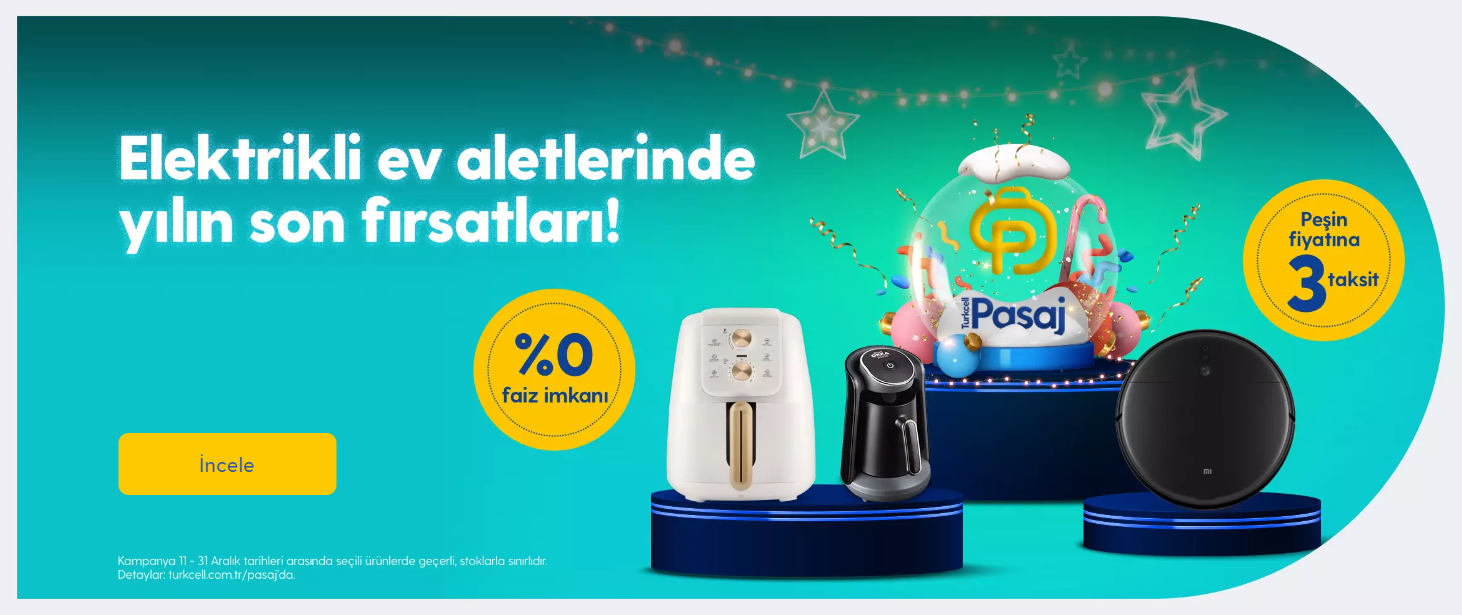 Elektrikli ev aletlerinde
yılın son fırsatları!
%0
faiz imkanı
Peşin
fiyatına
3 taksit
Turkcell
Pasaj
mi
İncele
Kampanya 11 - 31 Aralık tarihleri arasında seçili ürünlerde geçerli, stoklarla sınırlıdır.
Detaylar: turkcell.com.tr/pasaj'da.